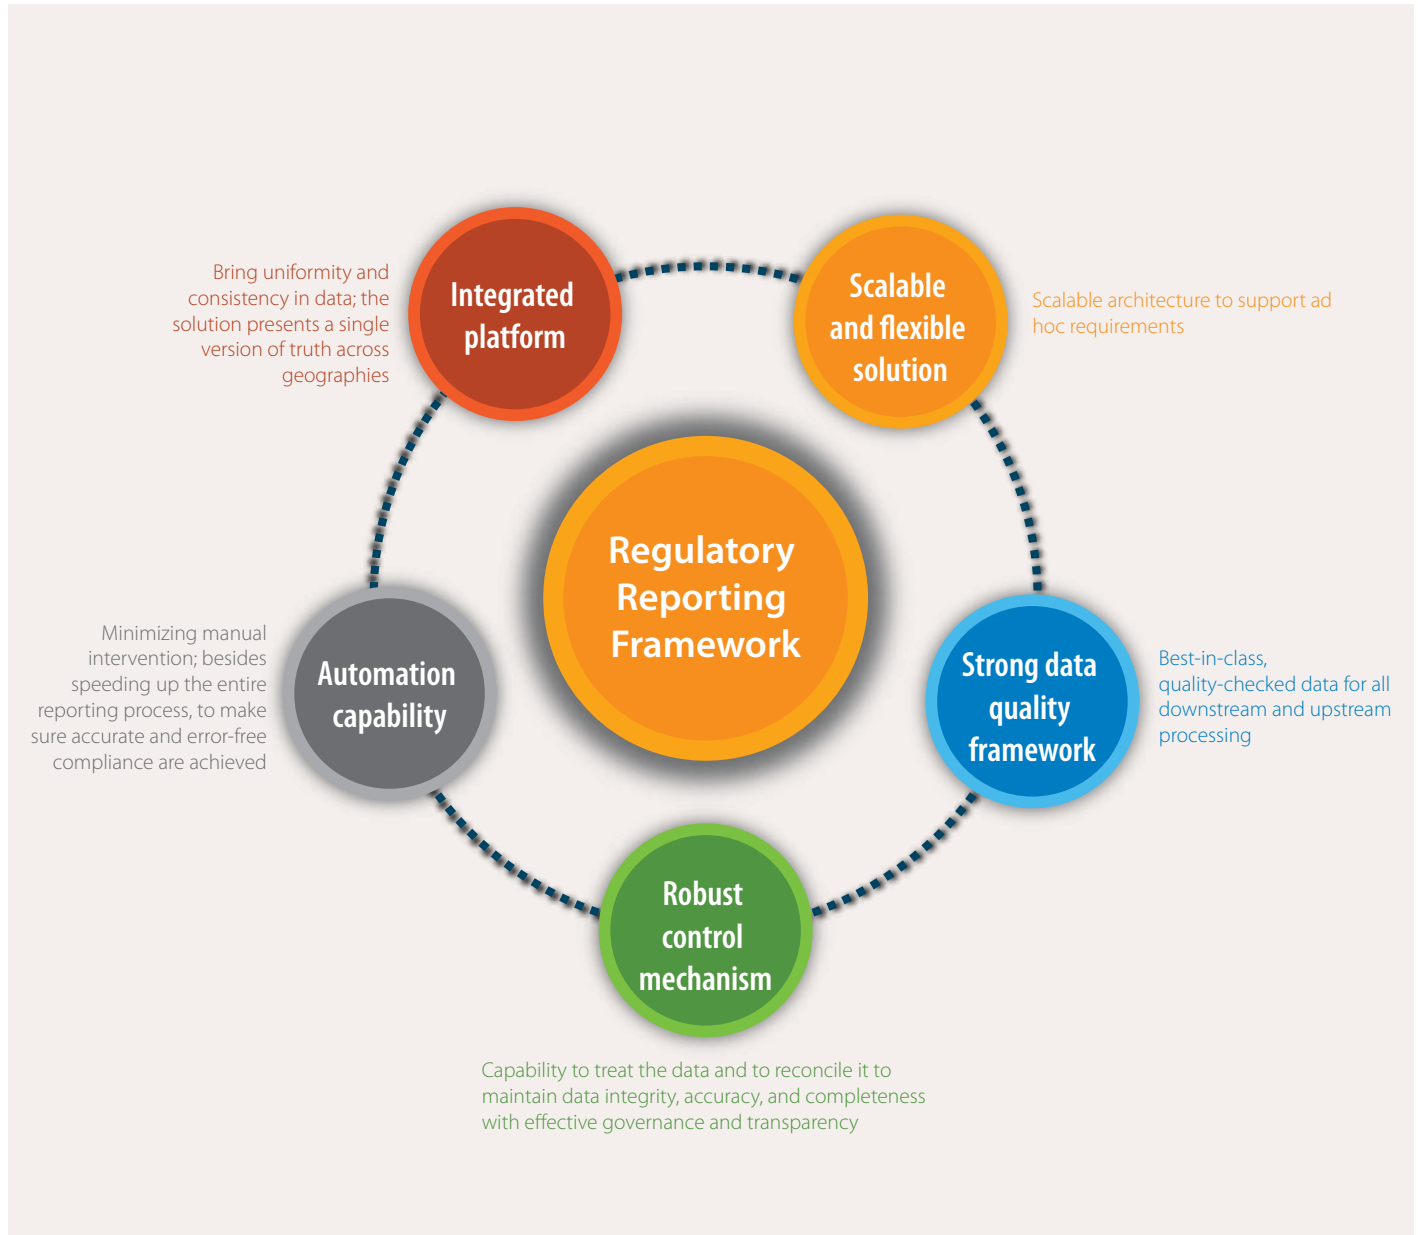 Bring uniformity and
consistency in data; the
solution presents a single
version of truth across
geographies
Integrated
platform
Scalable
and flexible
solution
Scalable architecture to support ad
hoc requirements
Regulatory
Reporting
Framework
Minimizing manual
intervention; besides
speeding up the entire
reporting process, to make
sure accurate and error-free
compliance are achieved
Automation
capability
Strong data
quality
framework
Best-in-class,
quality-checked data for all
downstream and upstream
processing
Robust
control
mechanism
Capability to treat the data and to reconcile it to
maintain data integrity, accuracy, and completeness
with effective governance and transparency